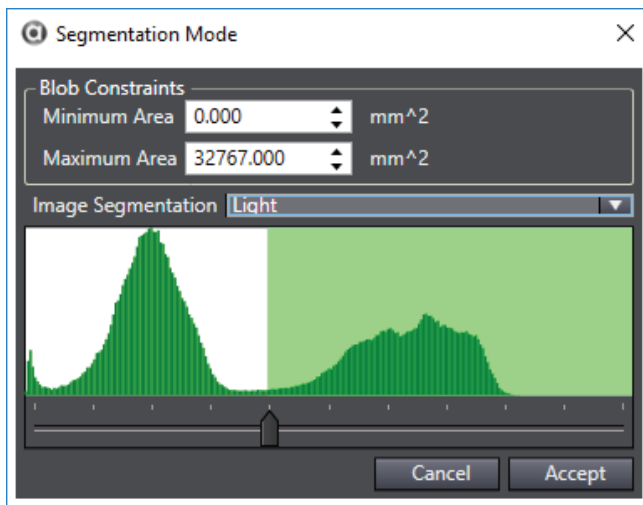 Segmentation Mode
Blob Constraints
Minimum Area 0.000 mm^2
Maximum Area 32767.000 mm^2
Image Segmentation Light
Cancel Accept